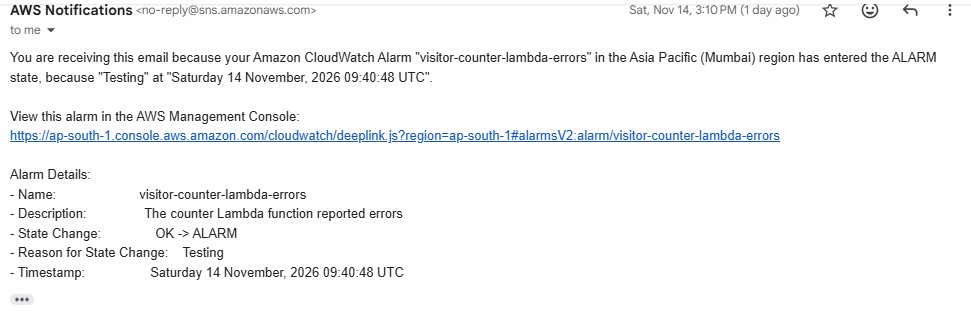 AWS Notifications <no-reply@sns.amazonaws.com> Sat, Nov 14, 3:10 PM (1 day ago)
to me
You are receiving this email because your Amazon CloudWatch Alarm "visitor-counter-lambda-errors" in the Asia Pacific (Mumbai) region has entered the ALARM
state, because "Testing" at "Saturday 14 November, 2026 09:40:48 UTC".
View this alarm in the AWS Management Console:
https://ap-south-1.console.aws.amazon.com/cloudwatch/deeplink.js?region=ap-south-1#alarmsV2:alarm/visitor-counter-lambda-errors
Alarm Details:
- Name: visitor-counter-lambda-errors
- Description: The counter Lambda function reported errors
- State Change: OK -> ALARM
- Reason for State Change: Testing
- Timestamp: Saturday 14 November, 2026 09:40:48 UTC